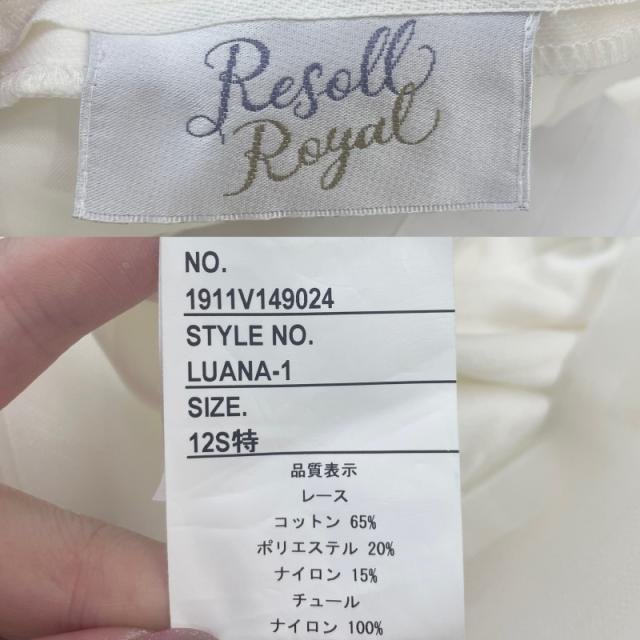 Resoll
Royal
NO.
1911V149024
STYLE NO.
LUANA-1
SIZE.
12S特
品質表示
レース
コットン 65%
ポリエステル 20%
ナイロン 15%
チュール
ナイロン 100%